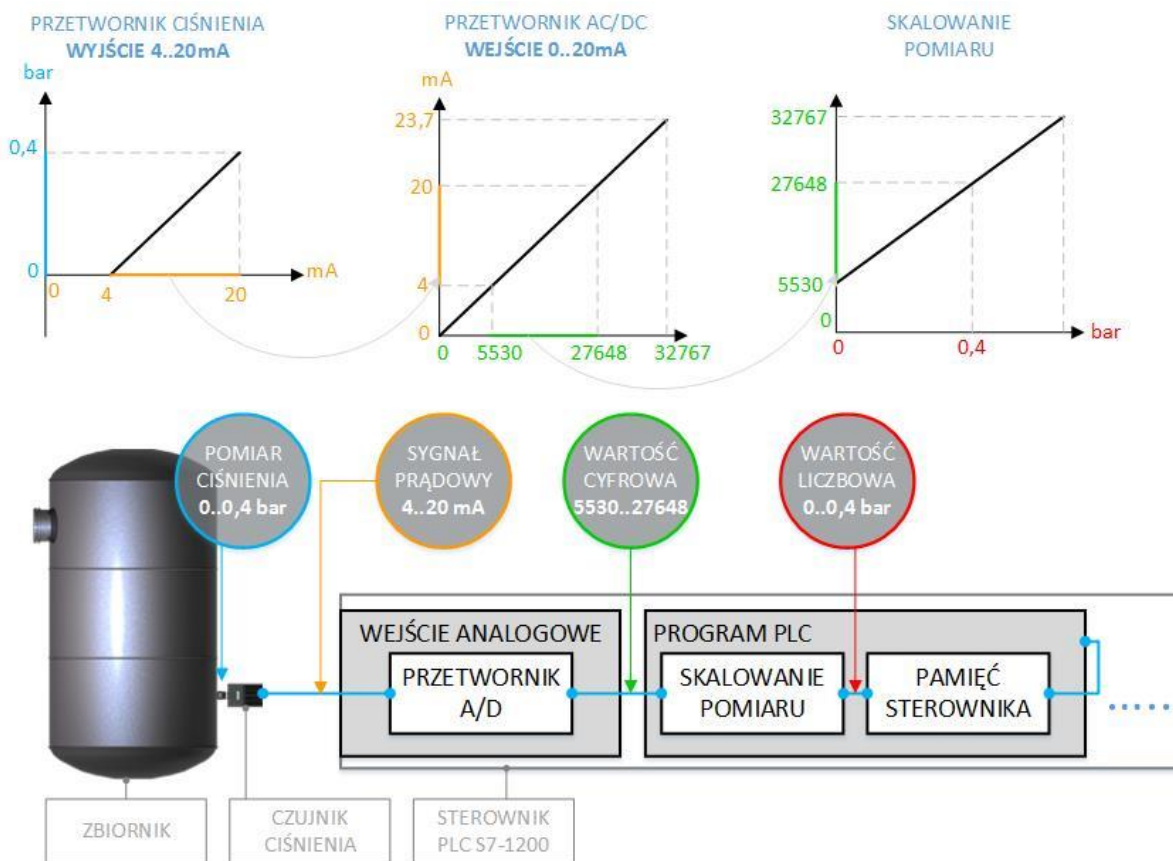 PRZETWORNIK CIŚNIENIA
WYJŚCIE 4..20mA
bar
0,4
0
0
4
20
mA
PRZETWORNIK AC/DC
WEJŚCIE 0..20mA
mA
23,7
20
4
0
0
5530
27648
32767
SKALOWANIE
POMIARU
32767
27648
5530
0
0
0,4
bar
POMIAR
CIŚNIENIA
0..0,4 bar
SYGNAŁ
PRĄDOWY
4..20 mA
WARTOŚĆ
CYFROWA
5530..27648
WARTOŚĆ
LICZBOWA
0..0,4 bar
WEJŚCIE ANALOGOWE
PRZETWORNIK
A/D
PROGRAM PLC
SKALOWANIE
POMIARU
PAMIĘĆ
STEROWNIKA
ZBIORNIK
CZUJNIK
CIŚNIENIA
STEROWNIK
PLC S7-1200